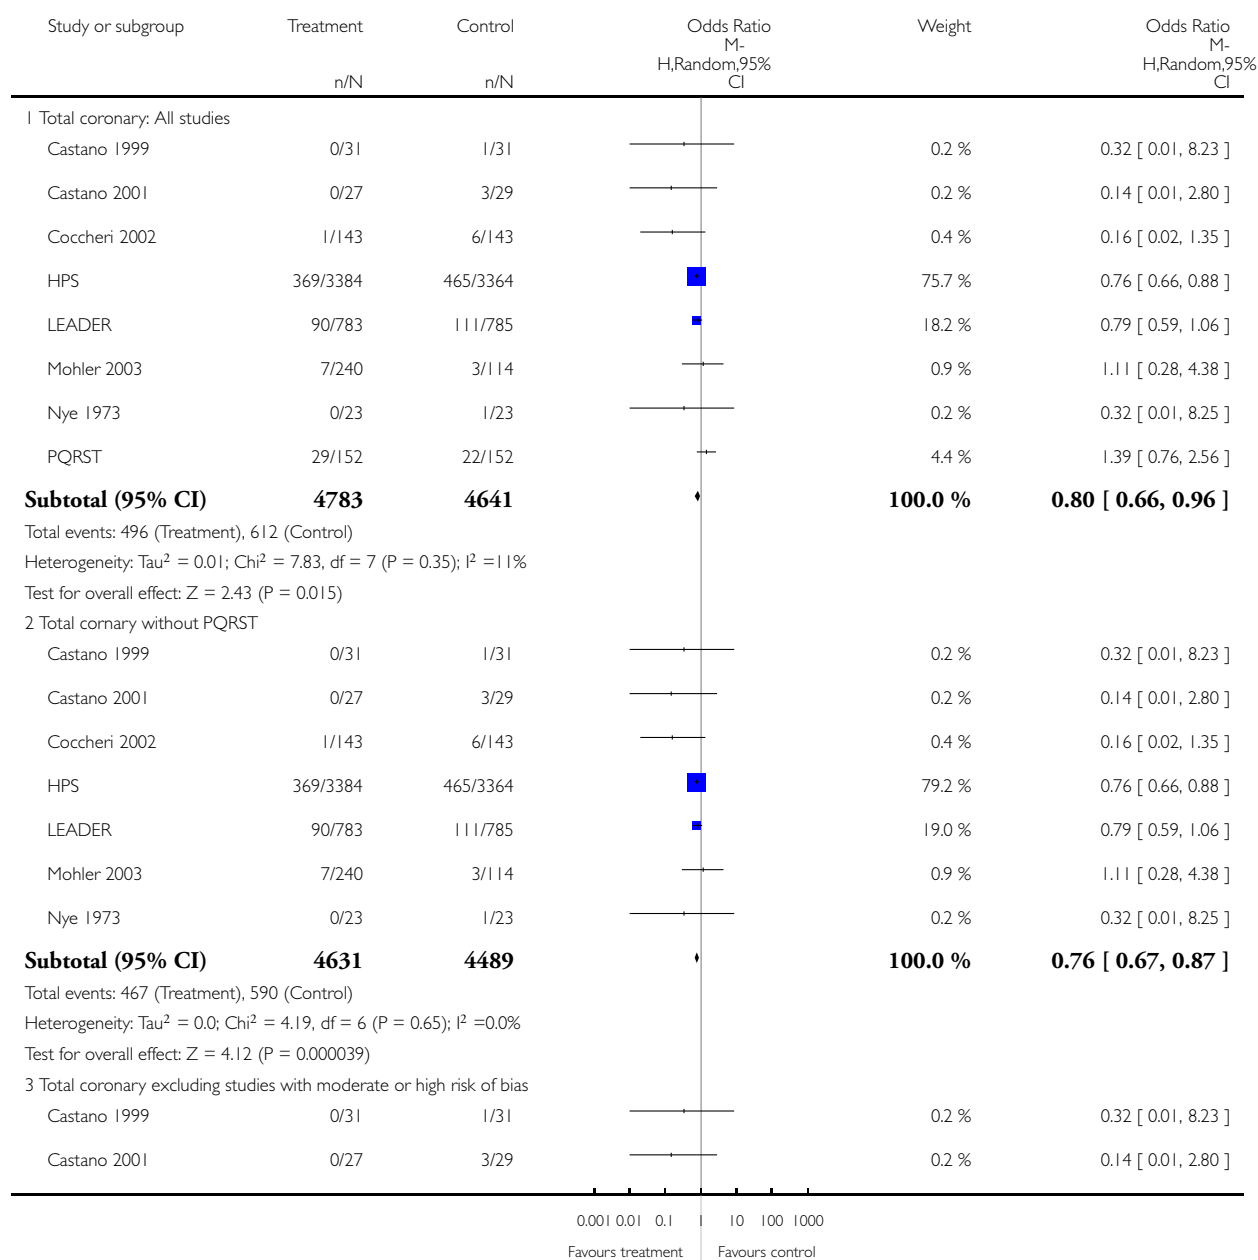 Study or subgroup Treatment Control Odds Ratio Weight Odds Ratio
M- M-
H,Random,95% H,Random,95%
n/N n/N CI CI
1 Total coronary: All studies
Castano 1999 0/31 1/31 0.2 % 0.32 [ 0.01, 8.23 ]
Castano 2001 0/27 3/29 0.2 % 0.14 [ 0.01, 2.80 ]
Coccheri 2002 1/143 6/143 0.4 % 0.16 [ 0.02, 1.35 ]
HPS 369/3384 465/3364 75.7 % 0.76 [ 0.66, 0.88 ]
LEADER 90/783 111/785 18.2 % 0.79 [ 0.59, 1.06 ]
Mohler 2003 7/240 3/114 0.9 % 1.11 [ 0.28, 4.38 ]
Nye 1973 0/23 1/23 0.2 % 0.32 [ 0.01, 8.25 ]
PQRST 29/152 22/152 4.4 % 1.39 [ 0.76, 2.56 ]
Subtotal (95% CI) 4783 4641 100.0 % 0.80 [ 0.66, 0.96 ]
Total events: 496 (Treatment), 612 (Control)
Heterogeneity: Tau² = 0.01; Chi² = 7.83, df = 7 (P = 0.35); I² =11%
Test for overall effect: Z = 2.43 (P = 0.015)
2 Total cornary without PQRST
Castano 1999 0/31 1/31 0.2 % 0.32 [ 0.01, 8.23 ]
Castano 2001 0/27 3/29 0.2 % 0.14 [ 0.01, 2.80 ]
Coccheri 2002 1/143 6/143 0.4 % 0.16 [ 0.02, 1.35 ]
HPS 369/3384 465/3364 79.2 % 0.76 [ 0.66, 0.88 ]
LEADER 90/783 111/785 19.0 % 0.79 [ 0.59, 1.06 ]
Mohler 2003 7/240 3/114 0.9 % 1.11 [ 0.28, 4.38 ]
Nye 1973 0/23 1/23 0.2 % 0.32 [ 0.01, 8.25 ]
Subtotal (95% CI) 4631 4489 100.0 % 0.76 [ 0.67, 0.87 ]
Total events: 467 (Treatment), 590 (Control)
Heterogeneity: Tau² = 0.0; Chi² = 4.19, df = 6 (P = 0.65); I² =0.0%
Test for overall effect: Z = 4.12 (P = 0.000039)
3 Total coronary excluding studies with moderate or high risk of bias
Castano 1999 0/31 1/31 0.2 % 0.32 [ 0.01, 8.23 ]
Castano 2001 0/27 3/29 0.2 % 0.14 [ 0.01, 2.80 ]
0.001 0.01 0.1 1 10 100 1000
Favours treatment Favours control